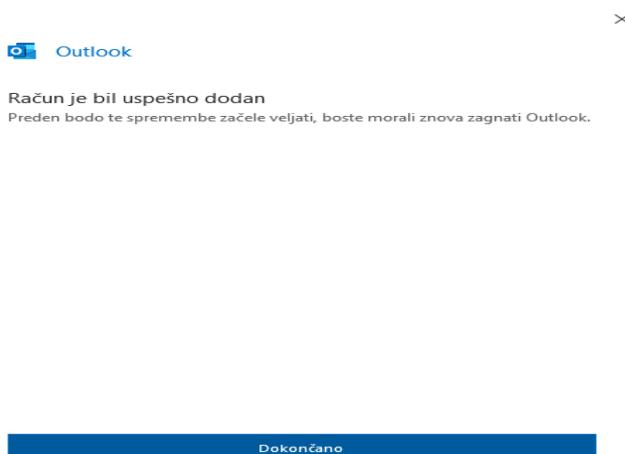 Outlook
Račun je bil uspešno dodan
Preden bodo te spremembe začele veljati, boste morali znova zagnati Outlook.
Dokončano